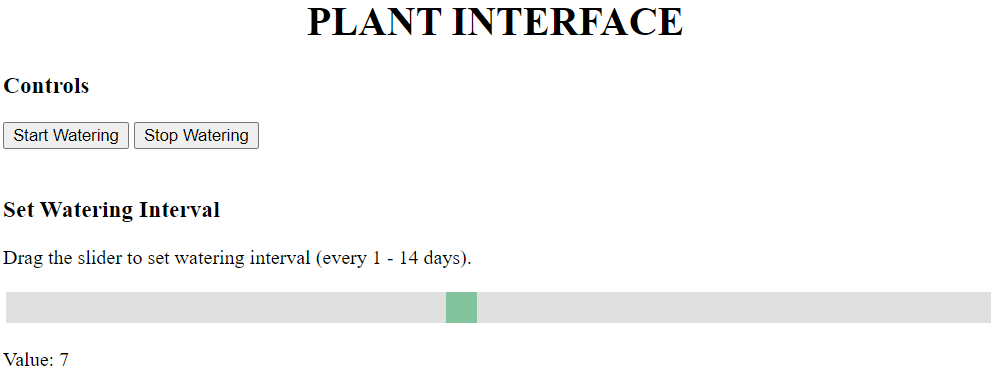 PLANT INTERFACE
Controls
Start Watering Stop Watering
Set Watering Interval
Drag the slider to set watering interval (every 1 - 14 days).
Value: 7